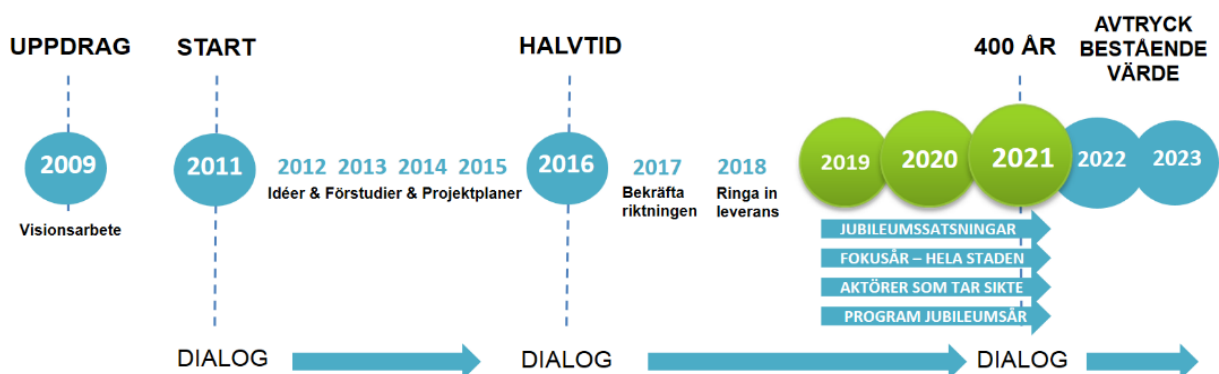 UPPDRAG
START
HALVTID
400 ÅR
AVTRYCK
BESTÅENDE
VÄRDE
2009
2011
2012 2013 2014 2015
2016
2017
2018
2019
2020
2021
2022
2023
Visionsarbete
Idéer & Förstudier & Projektplaner
Bekräfta
riktningen
Ringa in
leverans
JUBILEUMSSATSNINGAR
FOKUSÅR – HELA STADEN
AKTÖRER SOM TAR SIKTE
PROGRAM JUBILEUMSÅR
DIALOG
DIALOG
DIALOG